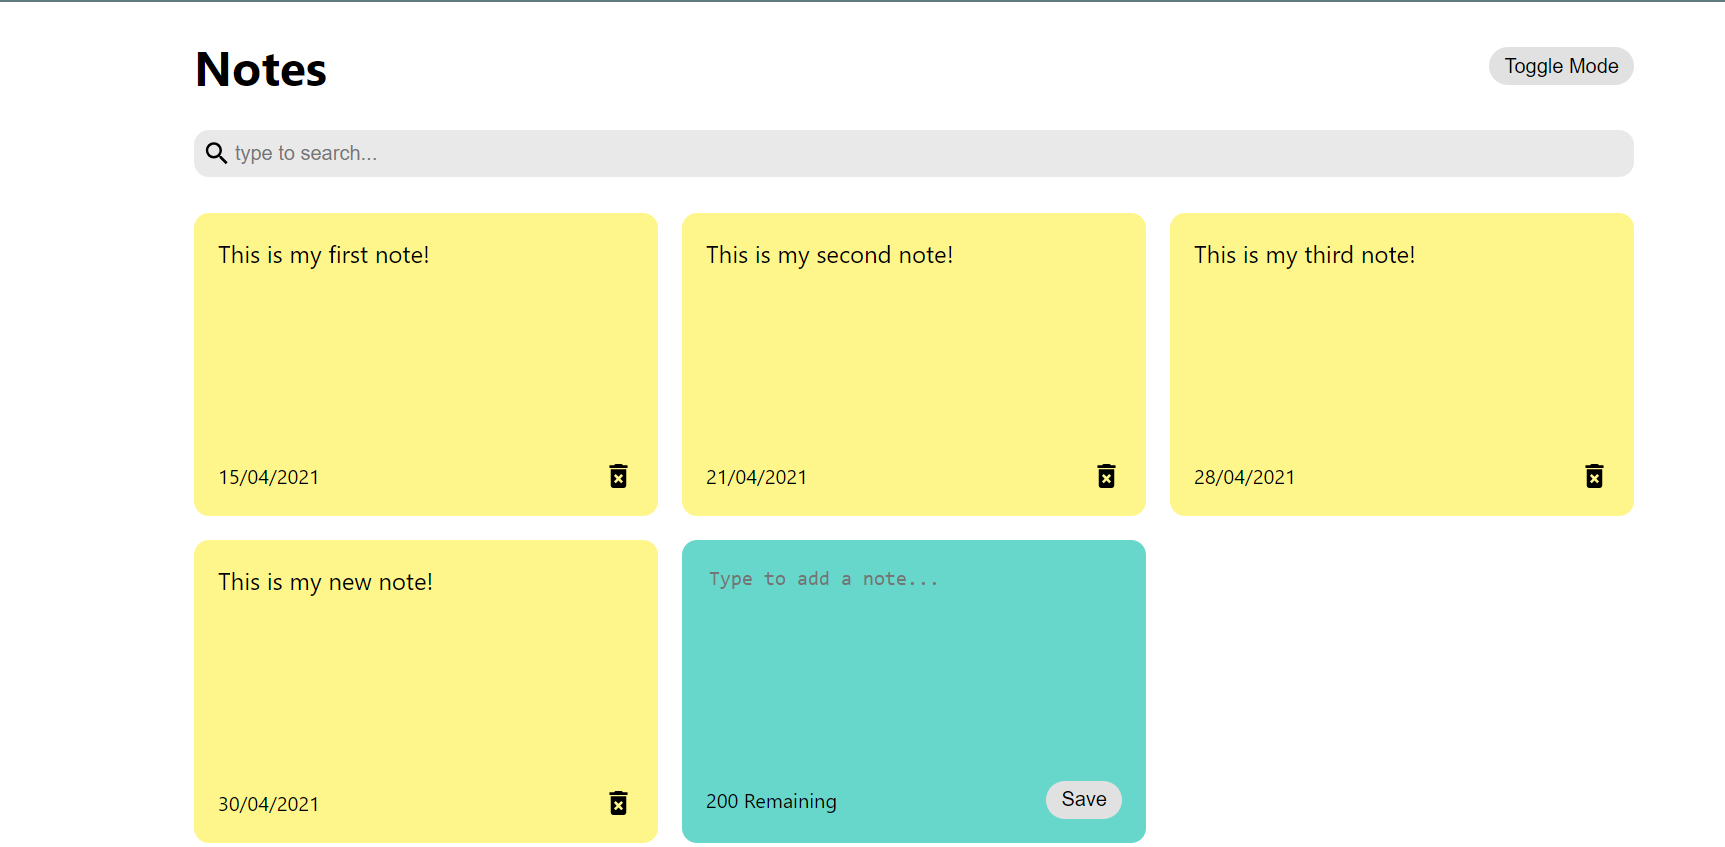 Notes
Toggle Mode
type to search...
This is my first note!
15/04/2021
This is my second note!
21/04/2021
This is my third note!
28/04/2021
This is my new note!
30/04/2021
Type to add a note...
200 Remaining
Save